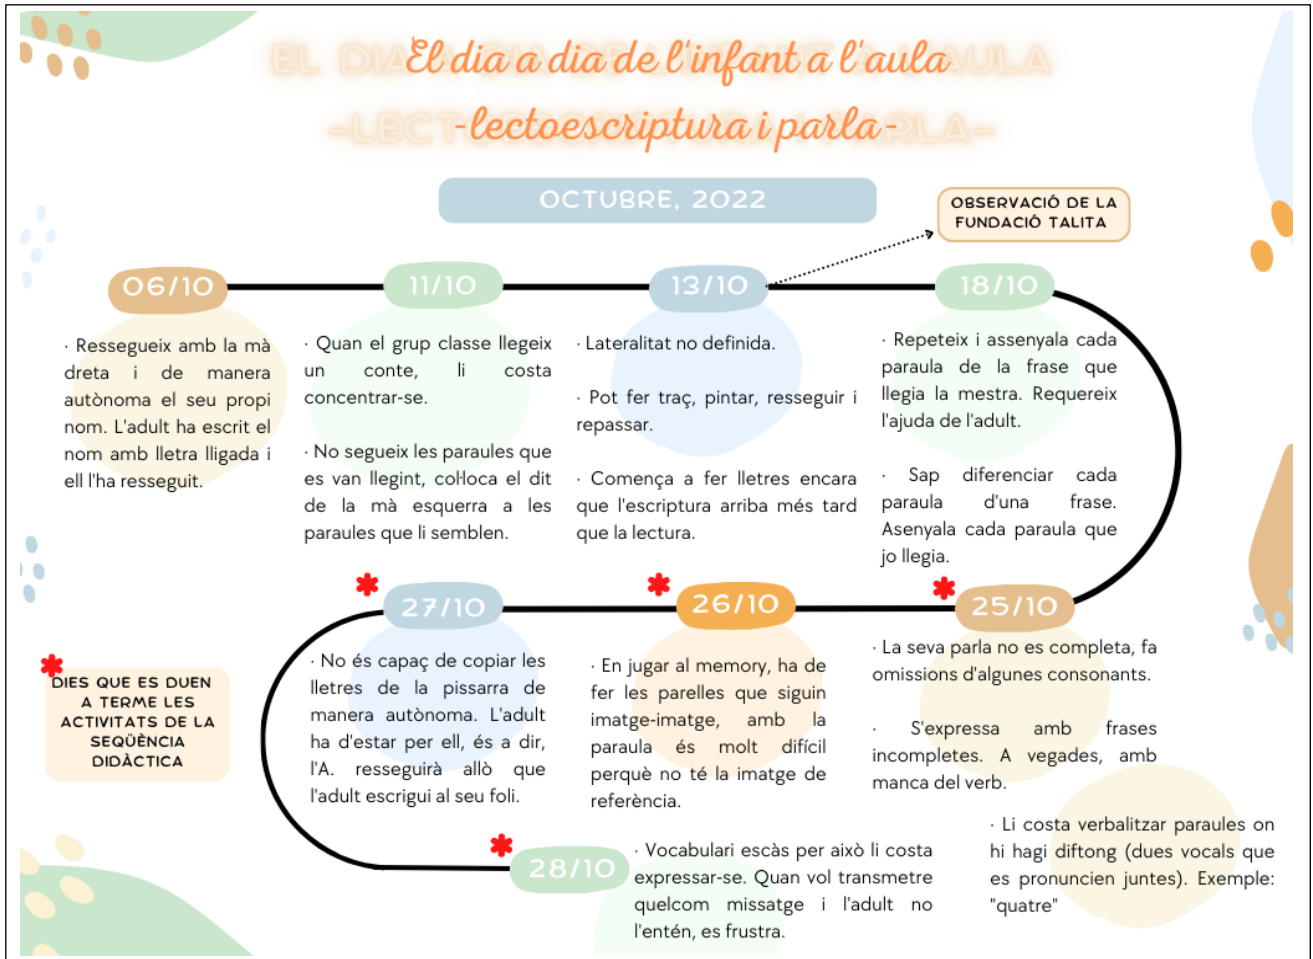 El dia a dia de l'infant a l'aula
-lectoescriptura i parla-
OCTUBRE, 2022
OBSERVACIÓ DE LA
FUNDACIÓ TALITA
06/10
· Ressegueix amb la mà
dreta i de manera
autònoma el seu propi
nom. L'adult ha escrit el
nom amb lletra lligada i
ell l'ha resseguit.
11/10
· Quan el grup classe llegeix
un conte, li costa
concentrar-se.
· No segueix les paraules que
es van llegint, col·loca el dit
de la mà esquerra a les
paraules que li semblen.
13/10
· Lateralitat no definida.
· Pot fer traç, pintar, resseguir i
repassar.
· Comença a fer lletres encara
que l'escriptura arriba més tard
que la lectura.
18/10
· Repeteix i assenyala cada
paraula de la frase que
llegia la mestra. Requereix
l'ajuda de l'adult.
· Sap diferenciar cada
paraula d'una frase.
Asenyala cada paraula que
jo llegia.
25/10
· La seva parla no es completa, fa
omissions d'algunes consonants.
· S'expressa amb frases
incompletes. A vegades, amb
manca del verb.
· Li costa verbalitzar paraules on
hi hagi diftong (dues vocals que
es pronuncien juntes). Exemple:
"quatre"
26/10
· En jugar al memory, ha de
fer les parelles que siguin
imatge-imatge, amb la
paraula és molt difícil
perquè no té la imatge de
referència.
27/10
· No és capaç de copiar les
lletres de la pissarra de
manera autònoma. L'adult
ha d'estar per ell, és a dir,
l'A. resseguirà allò que
l'adult escrigui al seu foli.
28/10
· Vocabulari escàs per això li costa
expressar-se. Quan vol transmetre
quelcom missatge i l'adult no
l'entén, es frustra.
DIES QUE ES DUEN
A TERME LES
ACTIVITATS DE LA
SEQÜÈNCIA
DIDÀCTICA